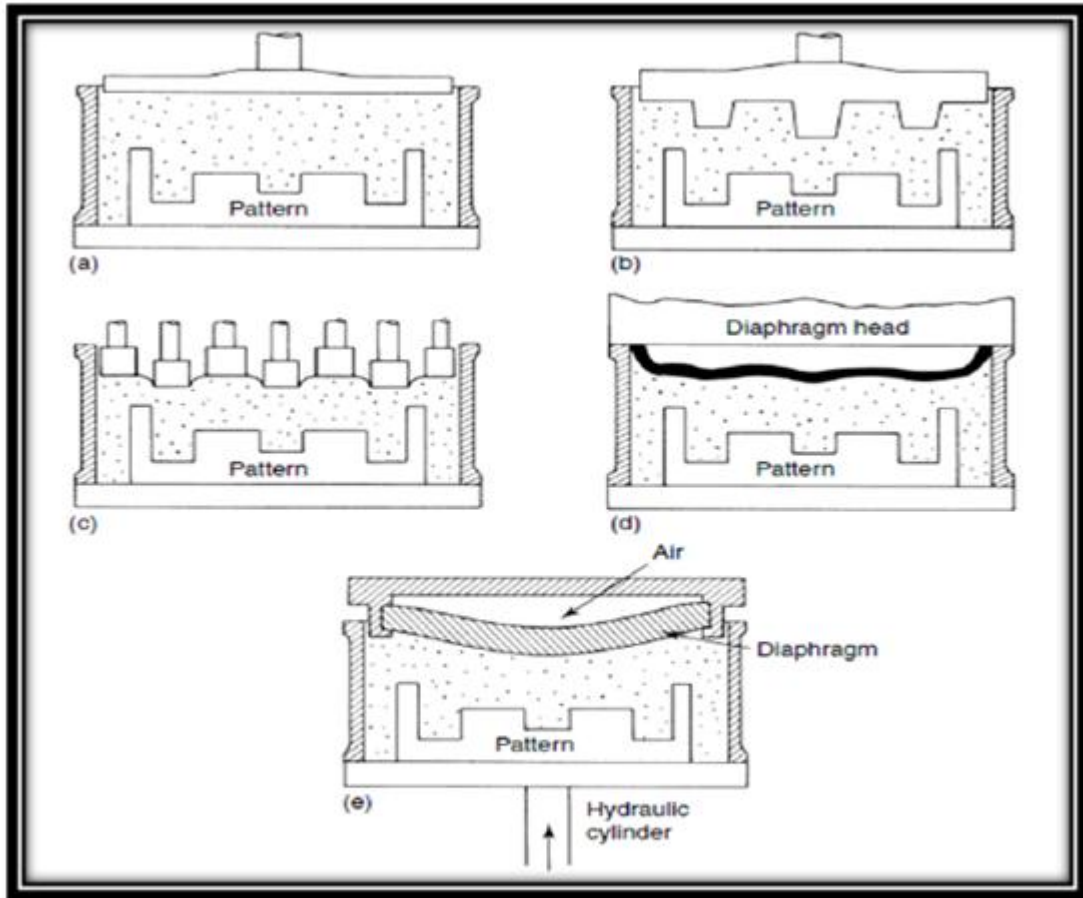 Pattern
(a)
Pattern
(b)
Pattern
(c)
Diaphragm head
Pattern
(d)
Air
Diaphragm
Pattern
(e)
Hydraulic
cylinder